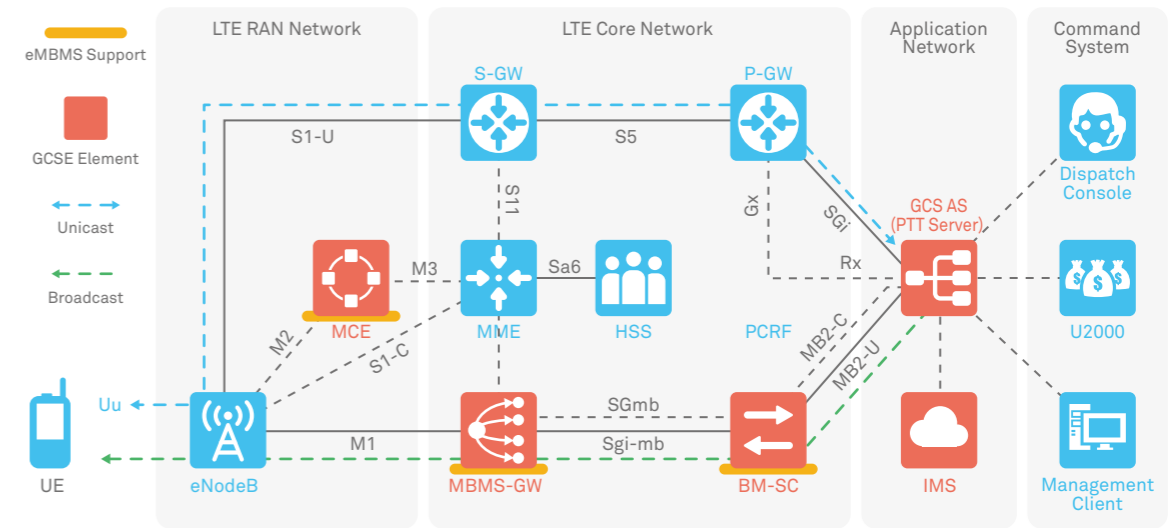 LTE RAN Network
LTE Core Network
Application
Network
Command
System
eMBMS Support
GCSE Element
Unicast
Broadcast
S-GW
P-GW
S1-U
S5
S11
Gx
SGi
Rx
Dispatch
Console
GCS AS
(PTT Server)
M3
Sa6
MCE
MME
HSS
PCRF
U2000
$
$
$
M2
S1-C
MB2-C
MB2-U
Uu
SGmb
M1
Sgi-mb
UE
eNodeB
MBMS-GW
BM-SC
IMS
Management
Client